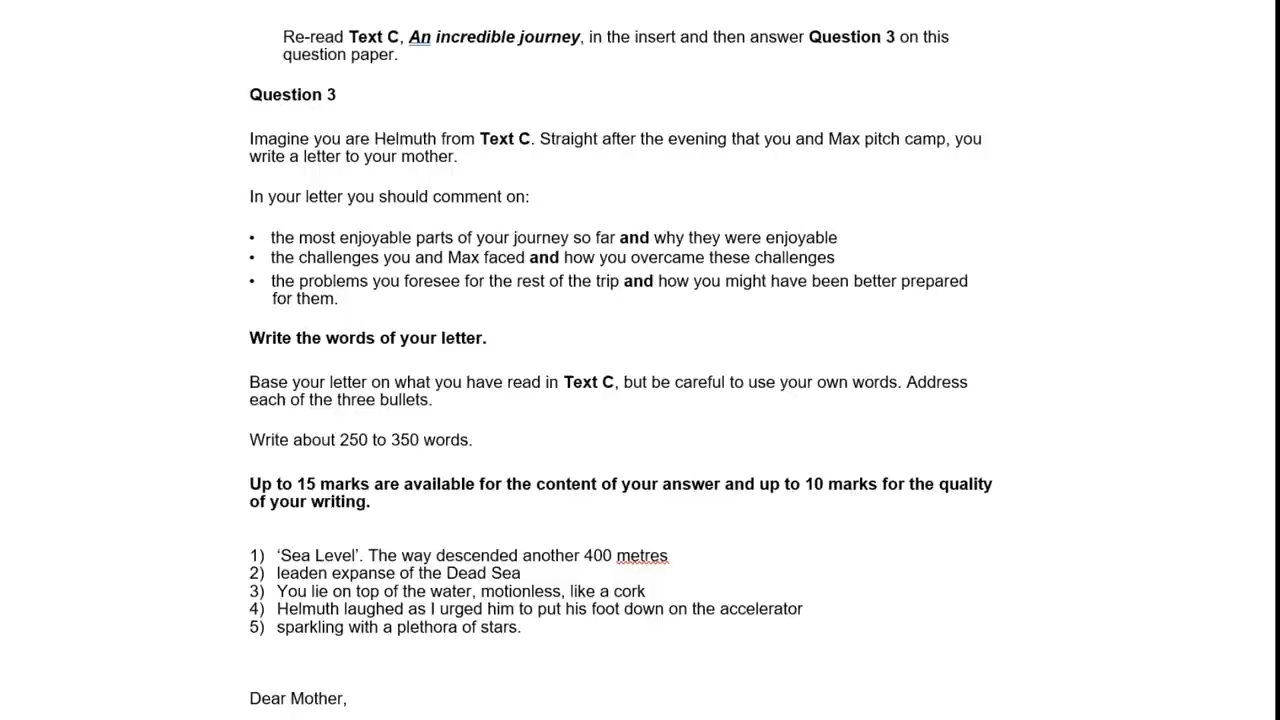 Re-read Text C, An incredible journey, in the insert and then answer Question 3 on this
question paper.
Question 3
Imagine you are Helmuth from Text C. Straight after the evening that you and Max pitch camp, you
write a letter to your mother.
In your letter you should comment on:
• the most enjoyable parts of your journey so far and why they were enjoyable
• the challenges you and Max faced and how you overcame these challenges
• the problems you foresee for the rest of the trip and how you might have been better prepared
for them.
Write the words of your letter.
Base your letter on what you have read in Text C, but be careful to use your own words. Address
each of the three bullets.
Write about 250 to 350 words.
Up to 15 marks are available for the content of your answer and up to 10 marks for the quality
of your writing.
1) ‘Sea Level’. The way descended another 400 metres
2) leaden expanse of the Dead Sea
3) You lie on top of the water, motionless, like a cork
4) Helmuth laughed as I urged him to put his foot down on the accelerator
5) sparkling with a plethora of stars.
Dear Mother,